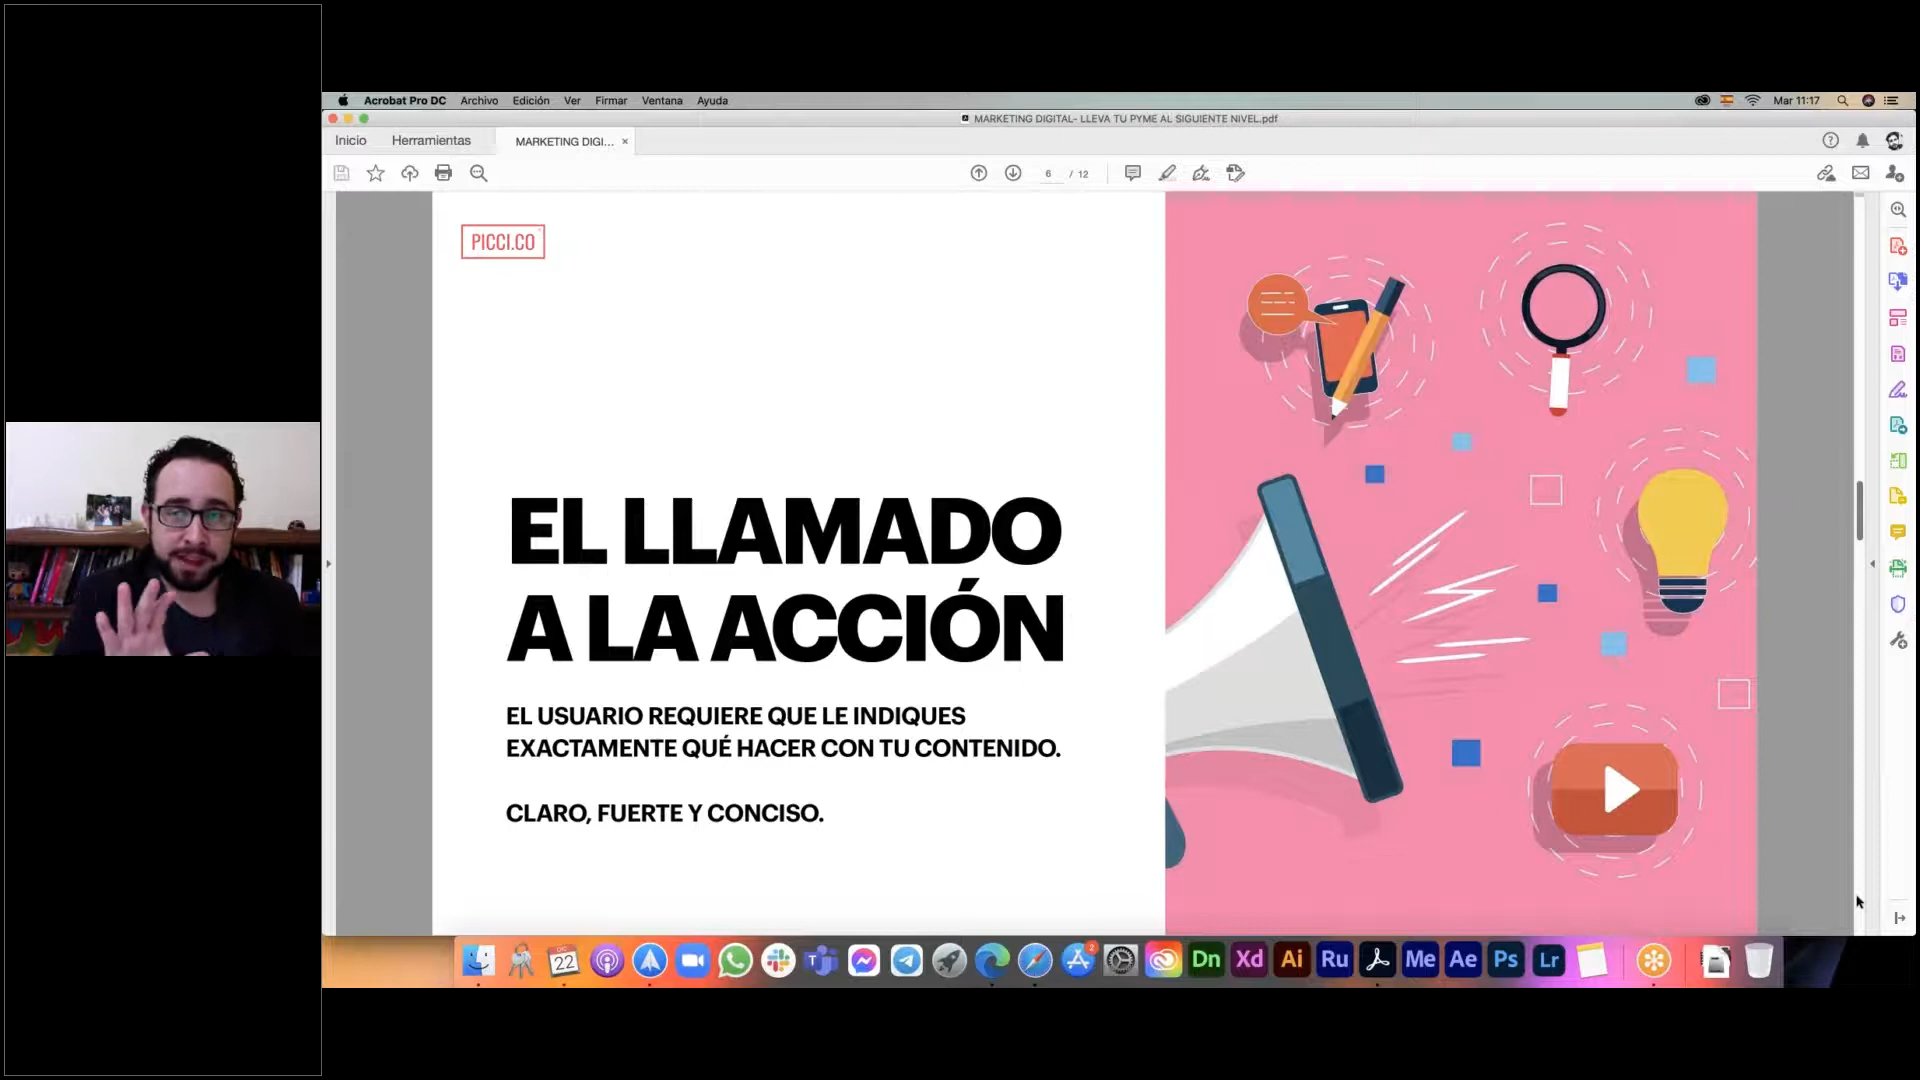 Acrobat Pro DC Archivo Edición Ver Firmar Ventana Ayuda
Mar 11:17
MARKETING DIGITAL- LLEVA TU PYME AL SIGUIENTE NIVEL.pdf
Inicio Herramientas MARKETING DIGI... ×
6 / 12
PICCI.CO
EL LLAMADO
A LA ACCIÓN
EL USUARIO REQUIERE QUE LE INDIQUES
EXACTAMENTE QUÉ HACER CON TU CONTENIDO.
CLARO, FUERTE Y CONCISO.
22 2 Dn Xd Ai Ru Me Ae Ps Lr